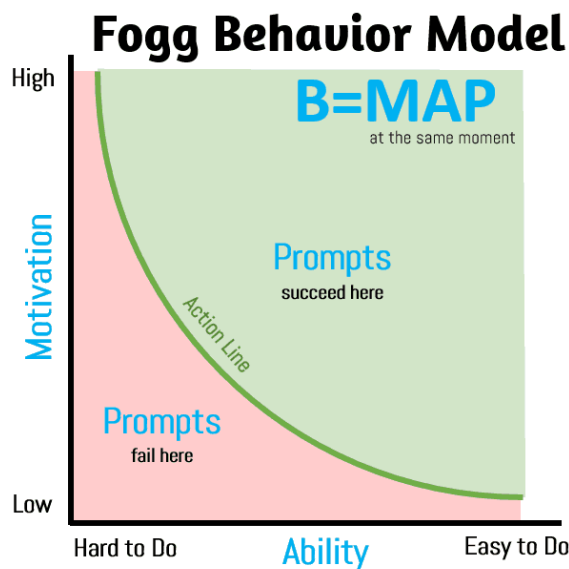 Fogg Behavior Model
High
B=MAP
at the same moment
Motivation
Prompts
succeed here
Action Line
Prompts
fail here
Low
Hard to Do
Ability
Easy to Do